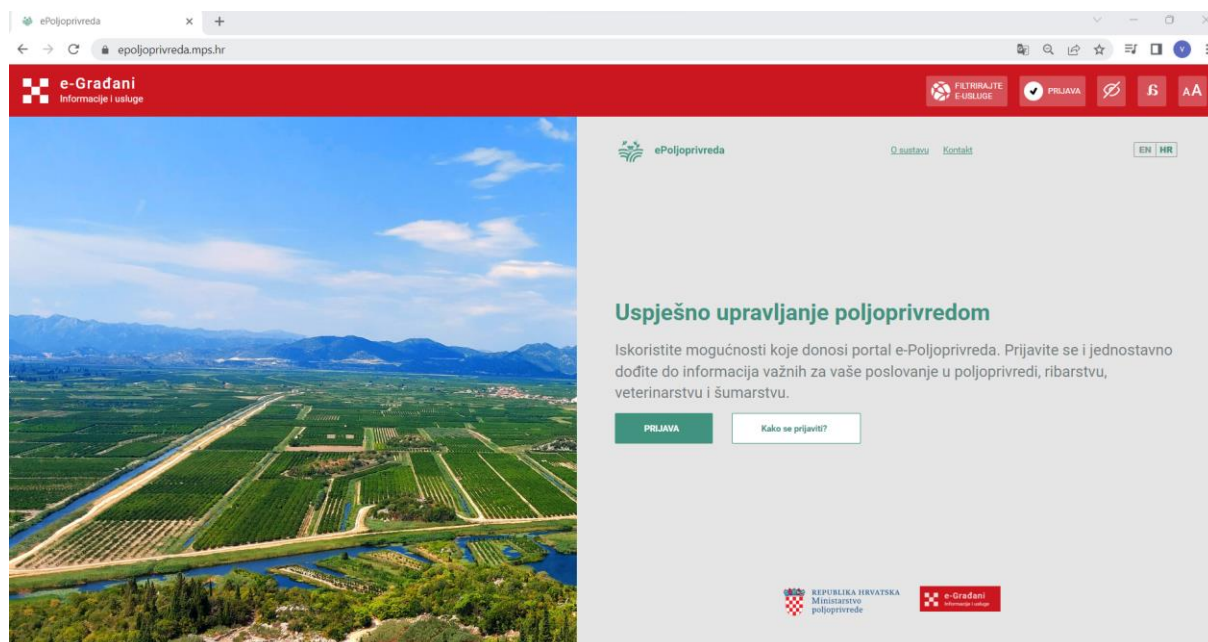 ePoljoprivreda
epoljoprivreda.mps.hr
V
e-Građani
Informacije i usluge
FILTRIRAJTE
E-USLUGE
PRIJAVA
AA
ePoljoprivreda
O sustavu
Kontakt
EN HR
Uspješno upravljanje poljoprivredom
Iskoristite mogućnosti koje donosi portal e-Poljoprivreda. Prijavite se i jednostavno
dođite do informacija važnih za vaše poslovanje u poljoprivredi, ribarstvu,
veterinarstvu i šumarstvu.
PRIJAVA
Kako se prijaviti?
REPUBLIKA HRVATSKA
Ministarstvo
poljoprivrede
e-Građani
Informacije i usluge